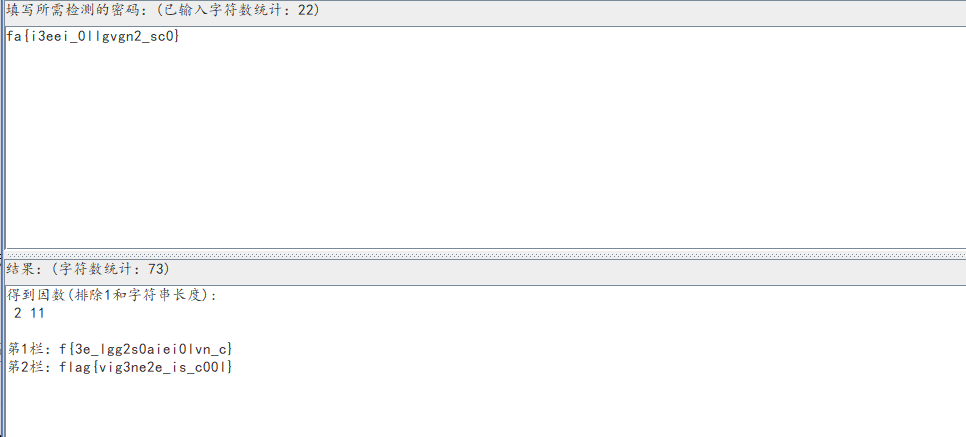 填写所需检测的密码：(已输入字符数统计：22)
fa{i3eei_0llgvgn2_sc0}
结果：(字符数统计：73)
得到因数(排除1和字符串长度)：
2 11
第1栏：f{3e_lgg2s0aiei0lvn_c}
第2栏：flag{vig3ne2e_is_c00l}